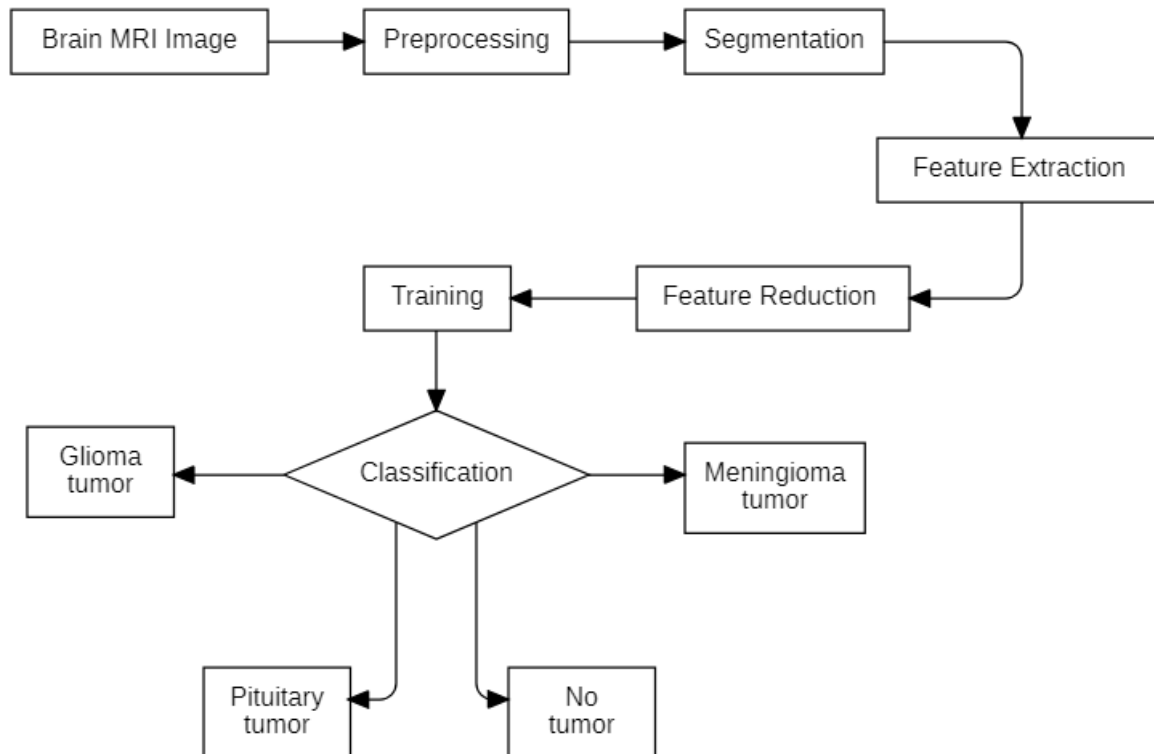 Brain MRI Image
Preprocessing
Segmentation
Feature Extraction
Training
Feature Reduction
Glioma
tumor
Classification
Meningioma
tumor
Pituitary
tumor
No
tumor